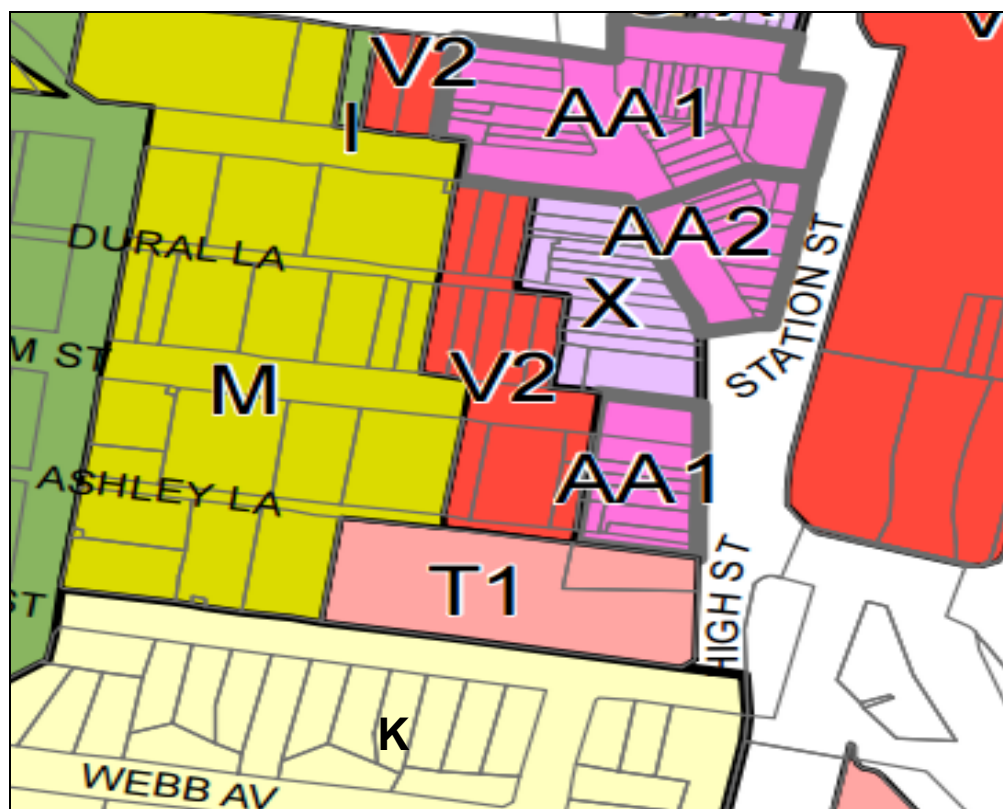 V2
I
AA1
AA2
DURAL LA
X
STATION ST
M ST
M
V2
ASHLEY LA
AA1
T1
HIGH ST
ST
K
WEBB AV